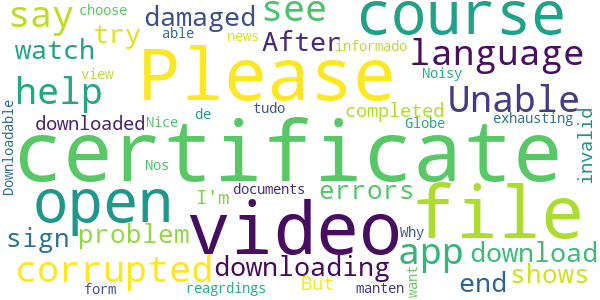 say damaged see course
choose
try able After news informado language
watch view Please Noisy Unable
help de tudo completed Globe exhausting.
Downloadable downloaded Nice certificate invalid
Nos I'm documents errors
open video file
sign problem Why app download
corrupted downloading But want end shows
form reagrdings manten